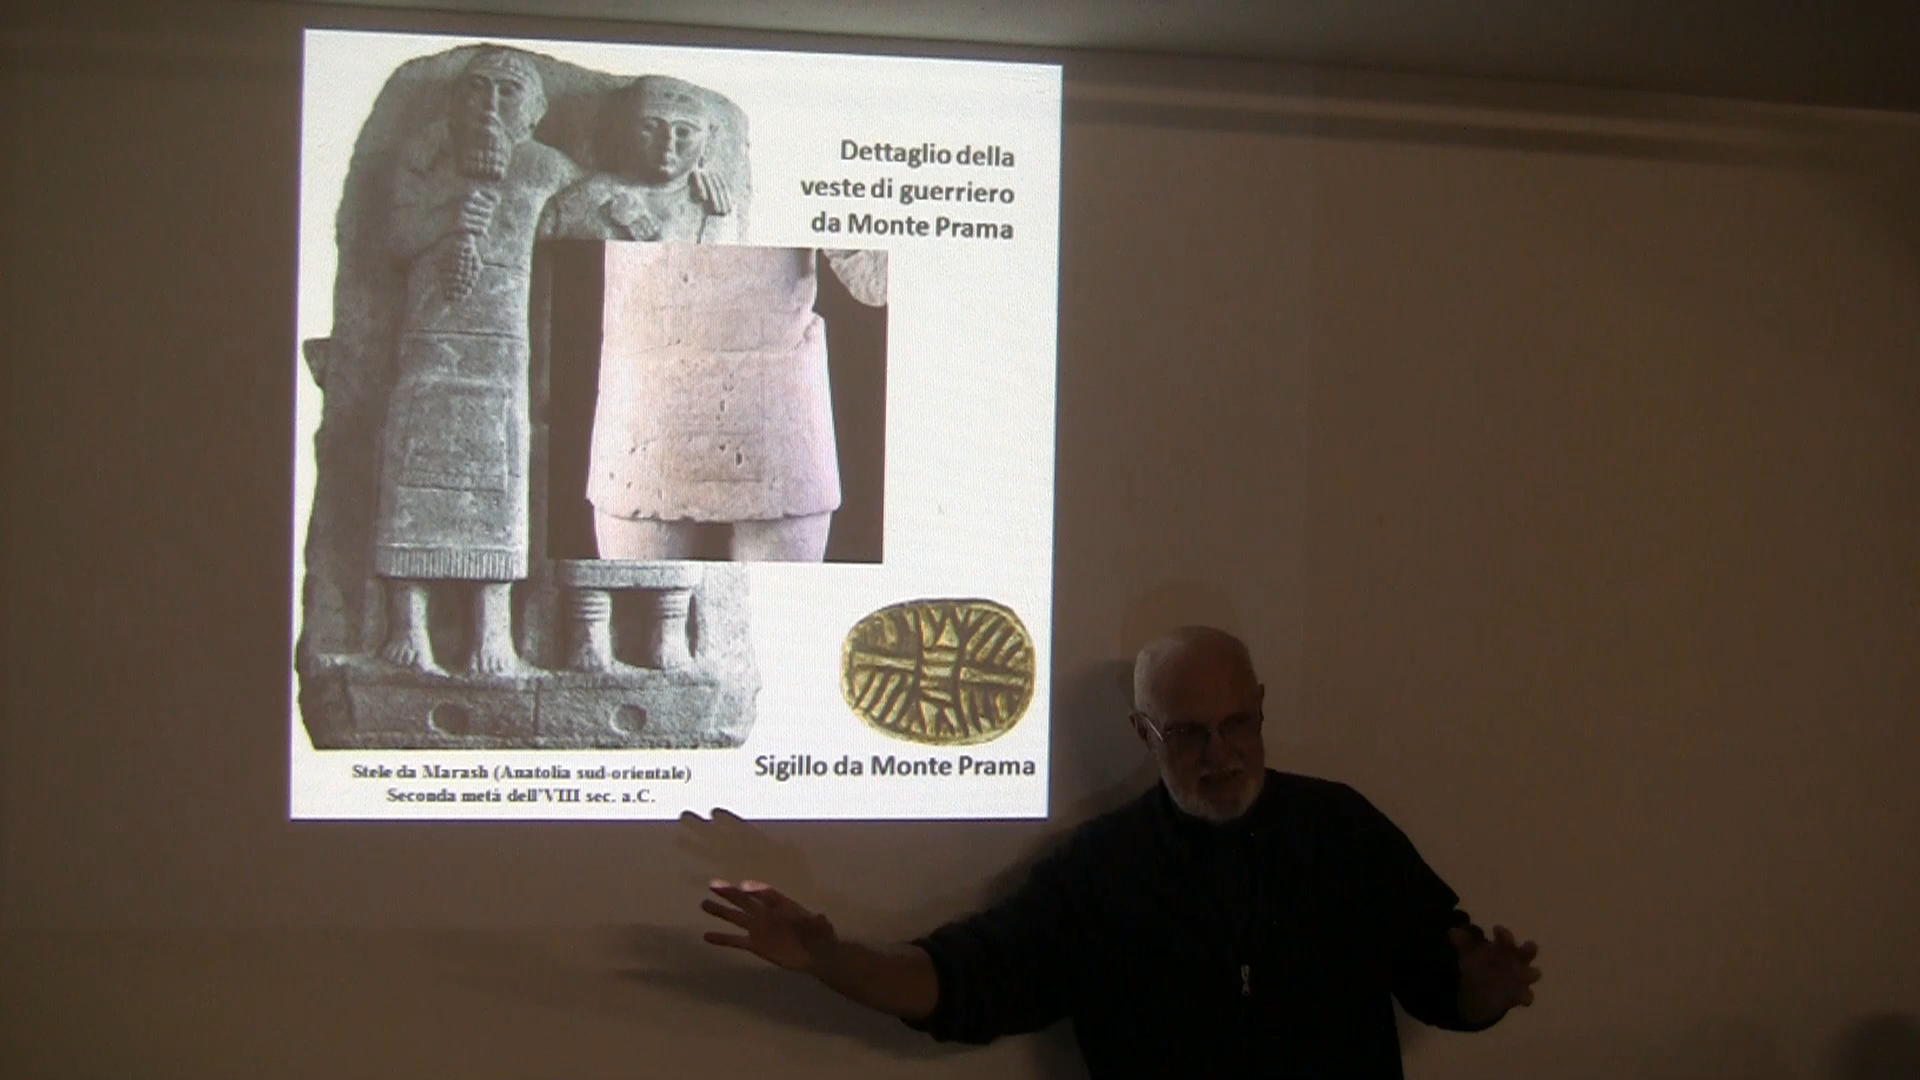 Dettaglio della
veste di guerriero
da Monte Prama
Sigillo da Monte Prama
Stele da Marash (Anatolia sud-orientale)
Seconda metà dell'VIII sec. a.C.